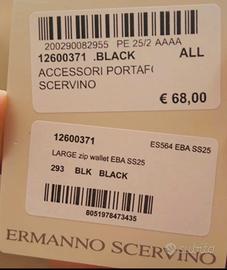 200290082955 PE 25/2 AAAA
12600371 .BLACK ALL
ACCESSORI PORTAFO
SCERVINO
€ 68,00
12600371 ES564 EBA SS25
LARGE zip wallet EBA SS25
293 BLK BLACK
8051978473435
ERMANNO SCERVINO
subito